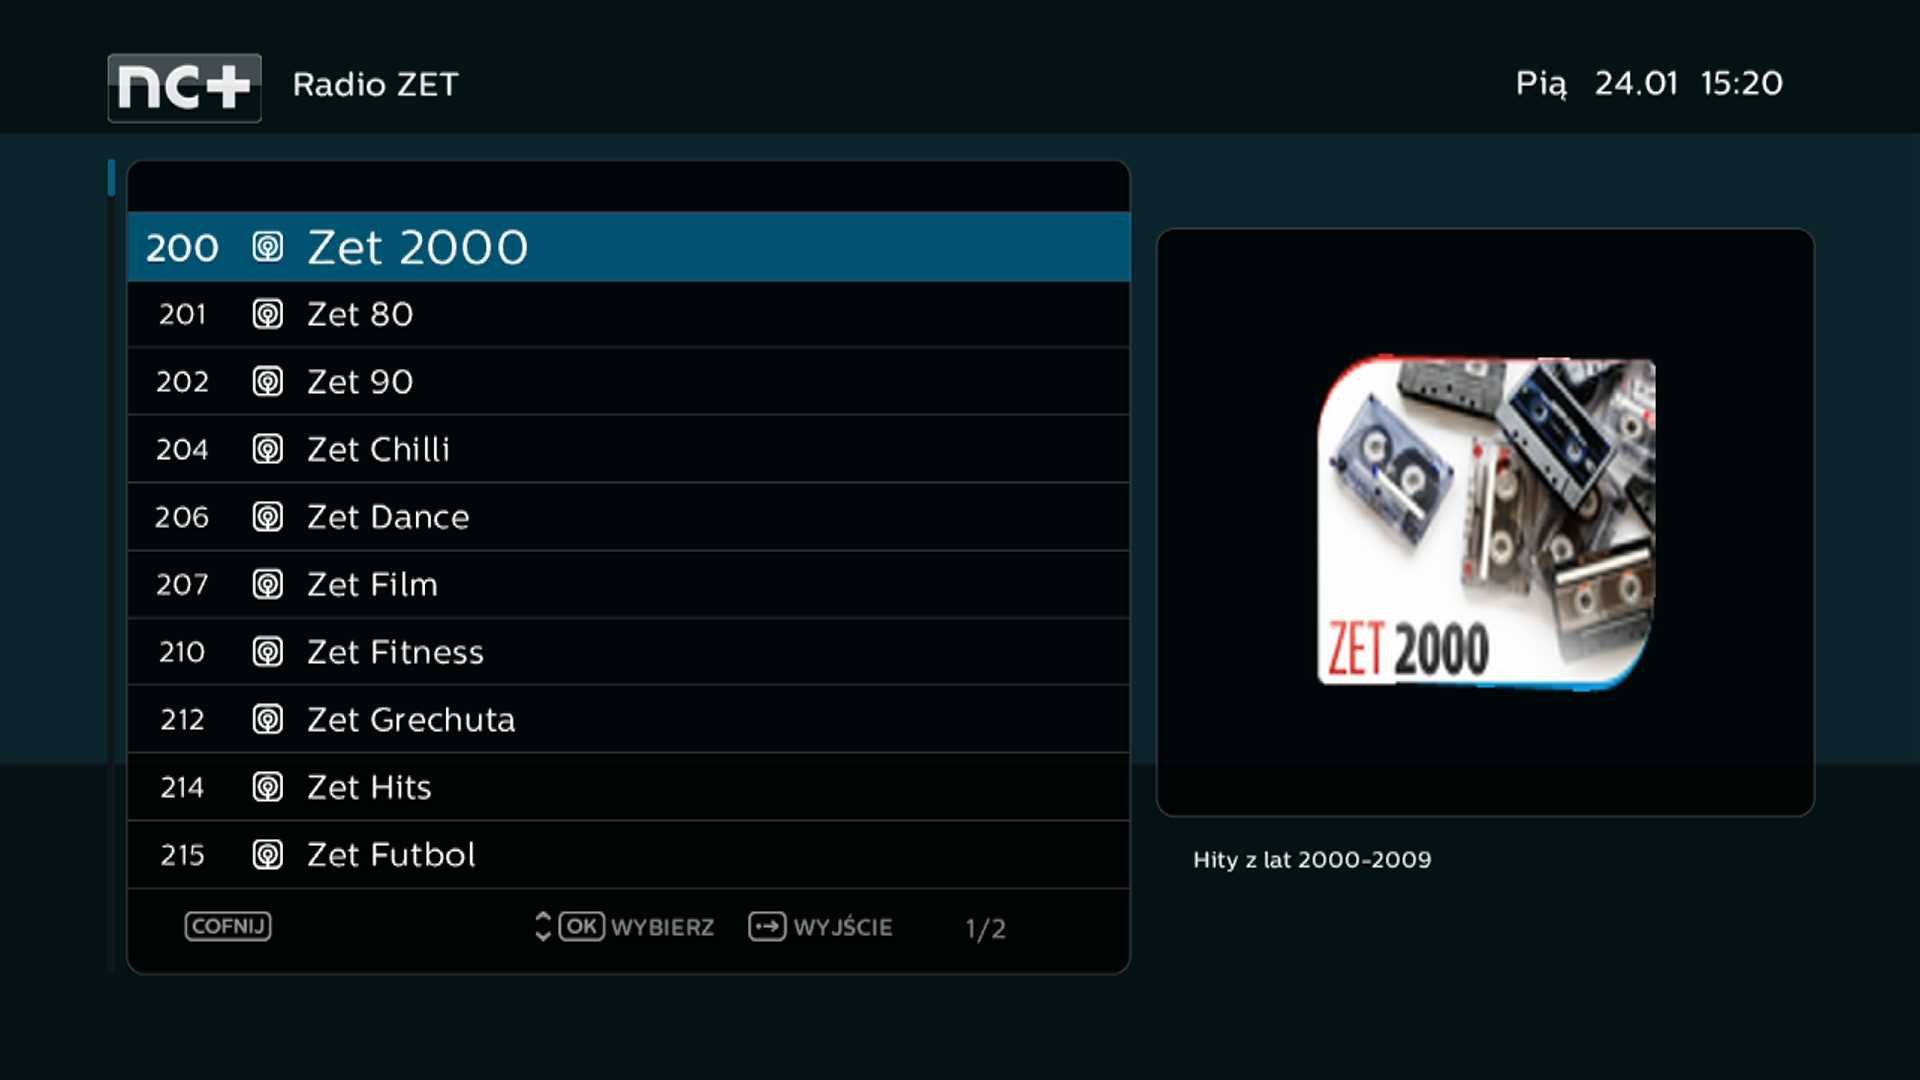 nc+ Radio ZET Pią 24.01 15:20
200 Zet 2000
201 Zet 80
202 Zet 90
204 Zet Chilli
206 Zet Dance
207 Zet Film
210 Zet Fitness
212 Zet Grechuta
214 Zet Hits
215 Zet Futbol
COFNIJ OK WYBIERZ WYJŚCIE 1/2
ZET 2000
Hity z lat 2000-2009